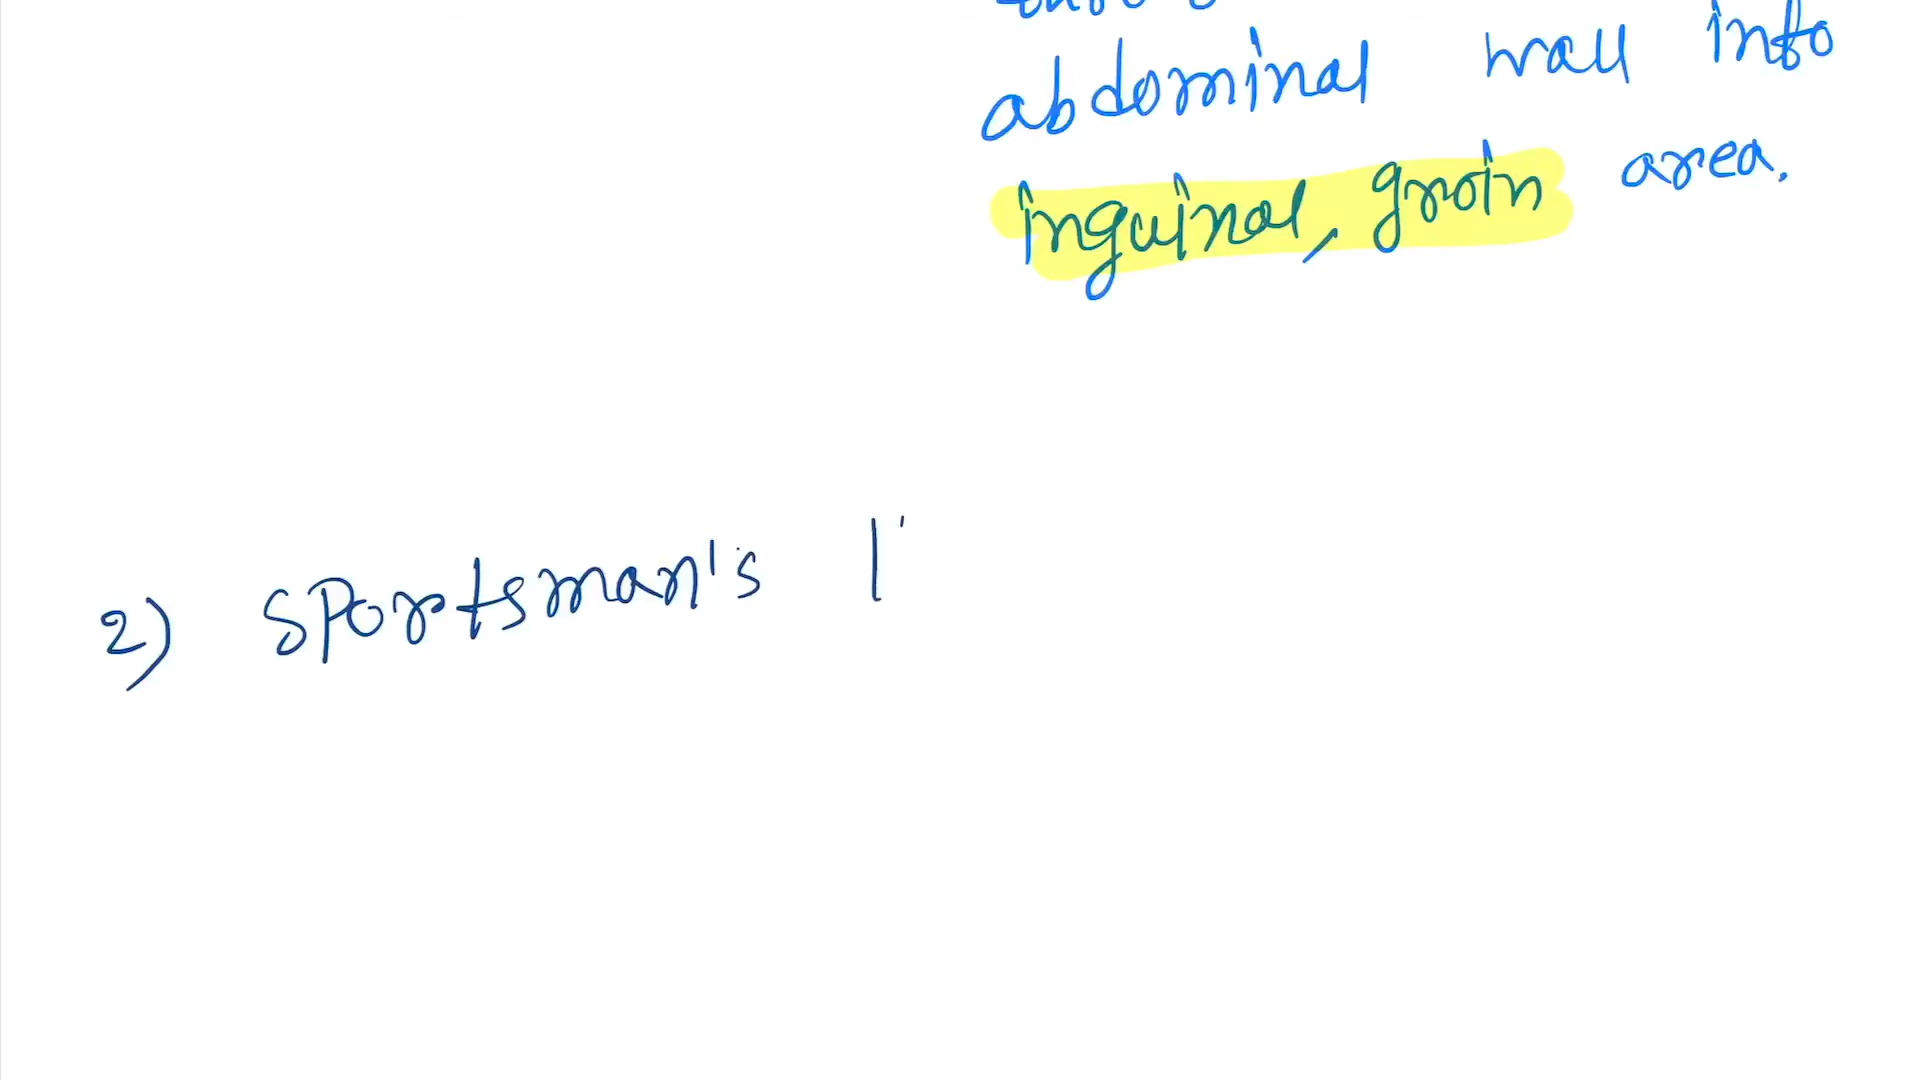 abdominal wall into
inguinal, groin area.
2) Sportsman's